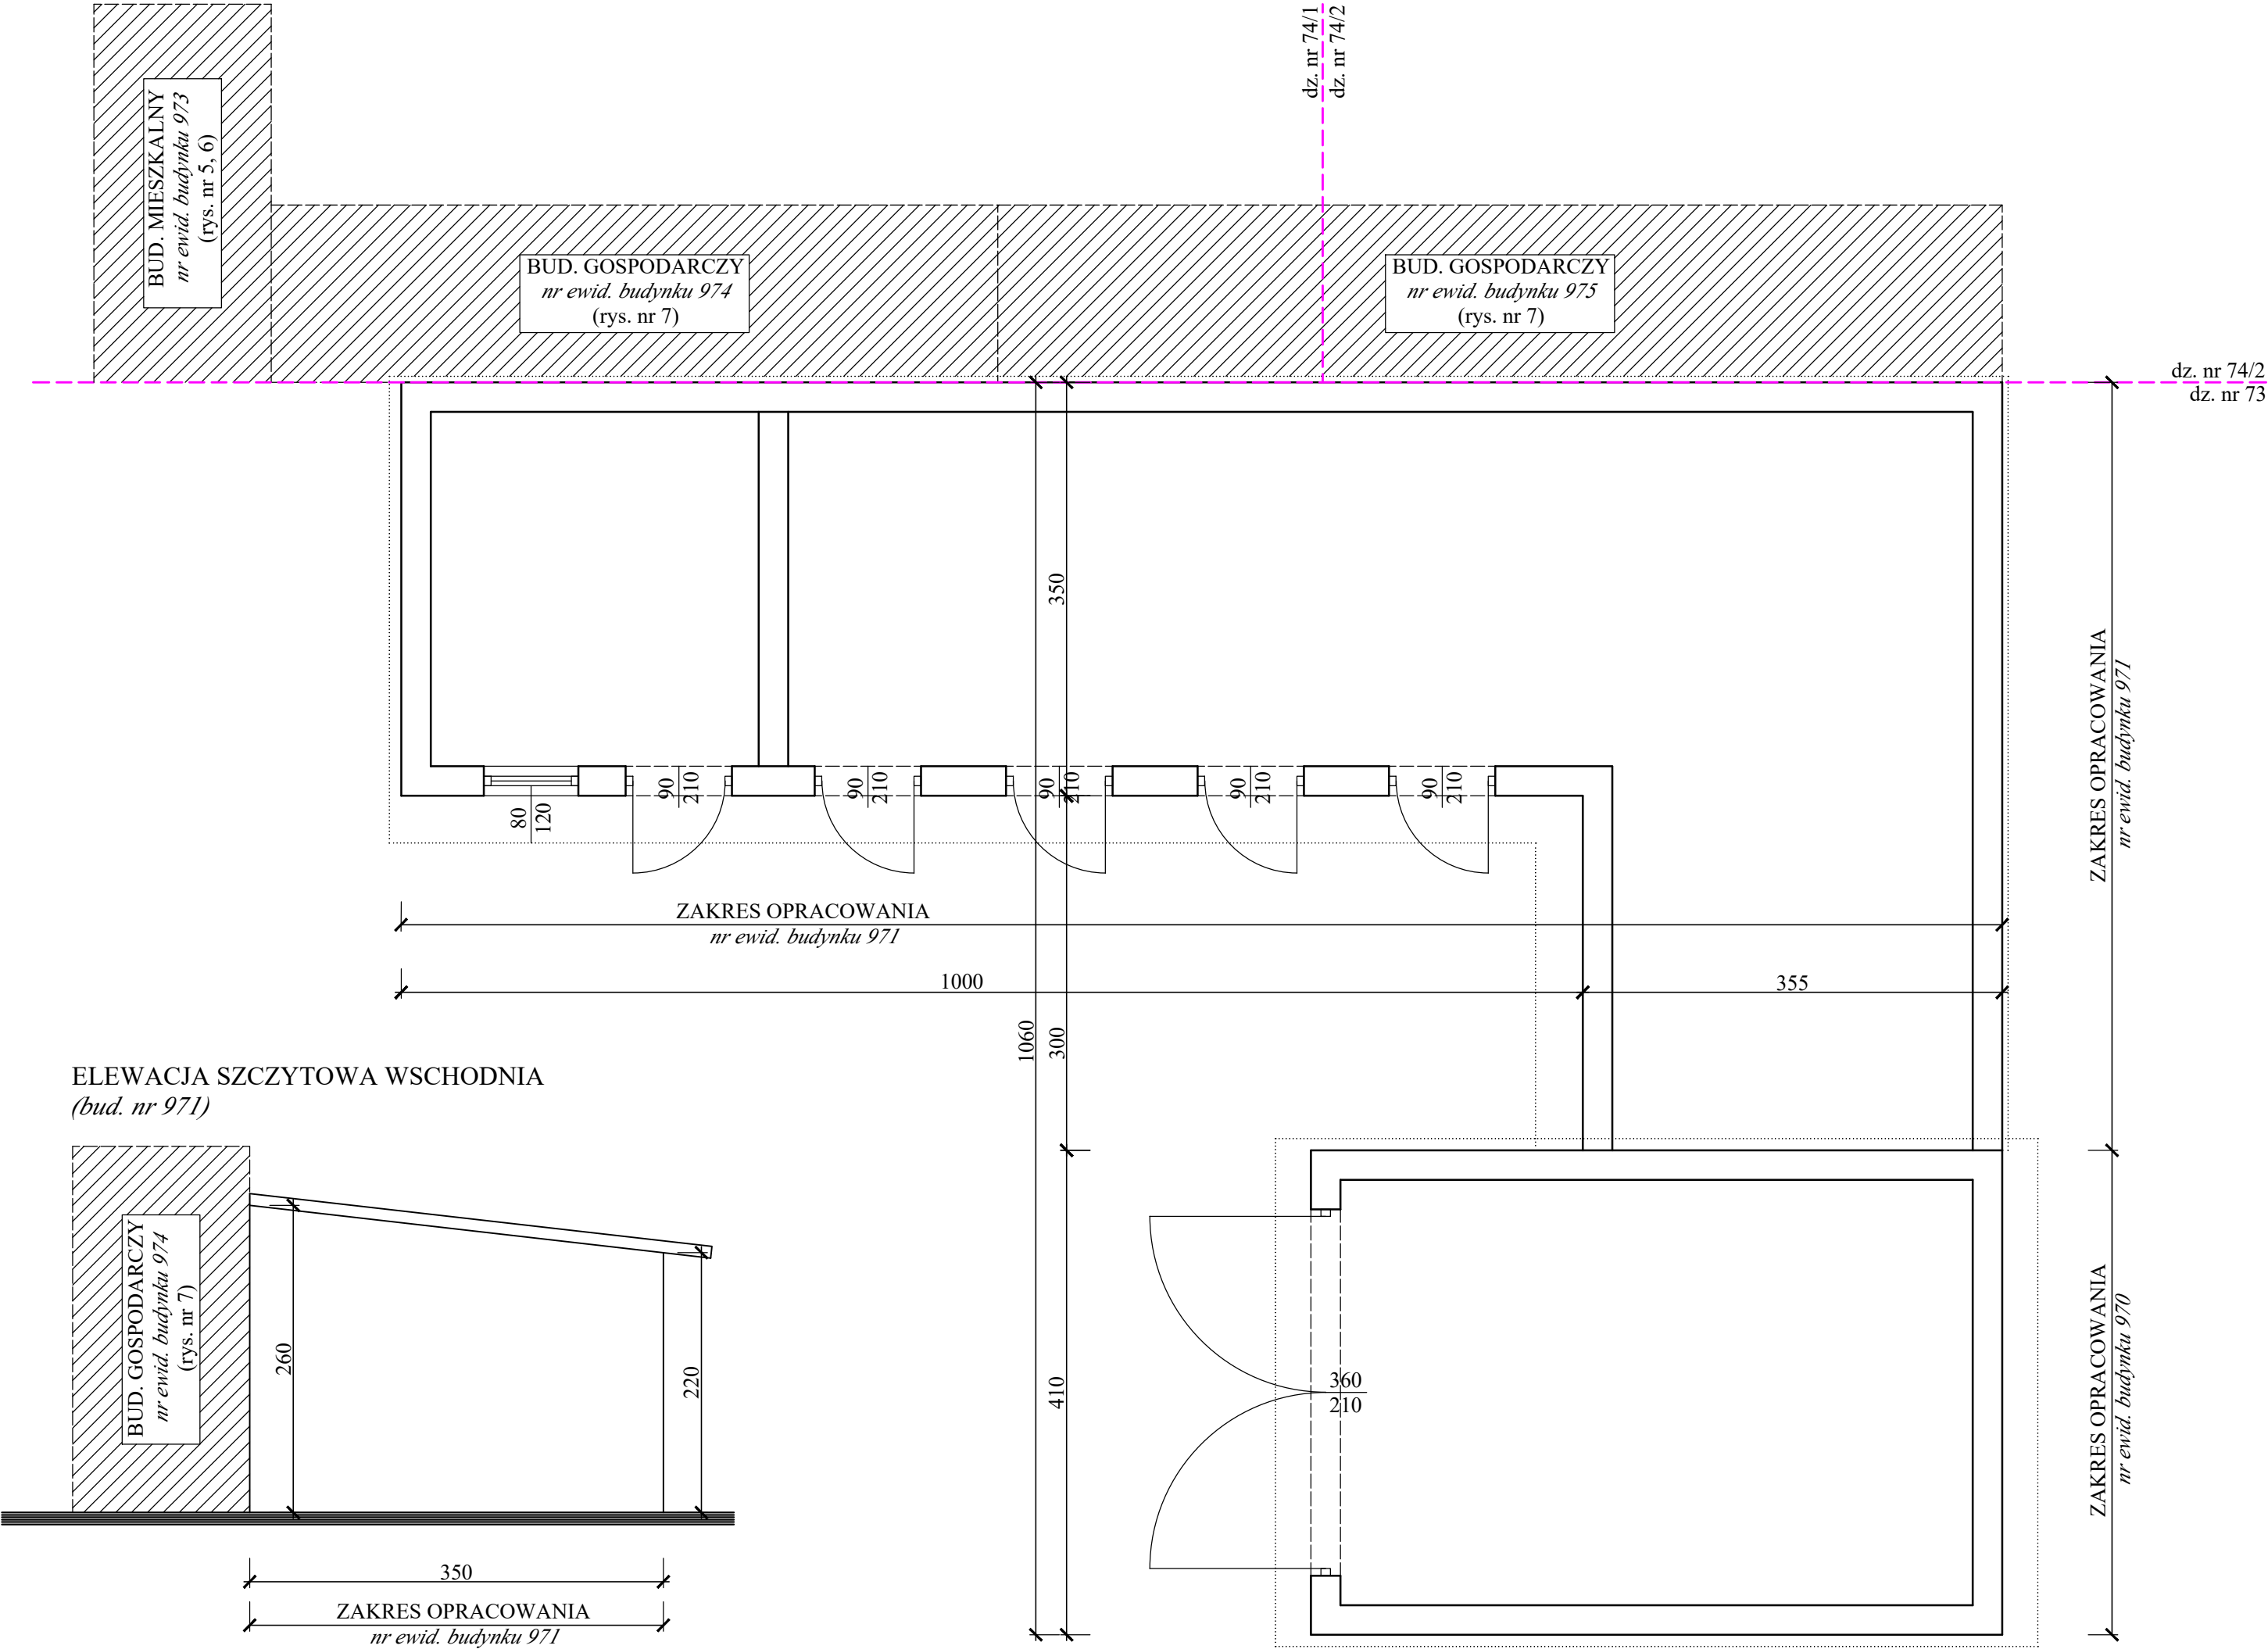 dz. nr 74/1
dz. nr 74/2
BUD. MIESZKALNY
nr ewid. budynku 973
(rys. nr 5, 6)
BUD. GOSPODARCZY
nr ewid. budynku 974
(rys. nr 7)
BUD. GOSPODARCZY
nr ewid. budynku 975
(rys. nr 7)
dz. nr 74/2
dz. nr 73
350
ZAKRES OPRACOWANIA
nr ewid. budynku 971
80
120
90
210
90
210
90
210
90
210
90
210
ZAKRES OPRACOWANIA
nr ewid. budynku 971
1000
355
1060
300
ELEWACJA SZCZYTOWA WSCHODNIA
(bud. nr 971)
BUD. GOSPODARCZY
nr ewid. budynku 974
(rys. nr 7)
260
220
410
360
210
ZAKRES OPRACOWANIA
nr ewid. budynku 970
350
ZAKRES OPRACOWANIA
nr ewid. budynku 971